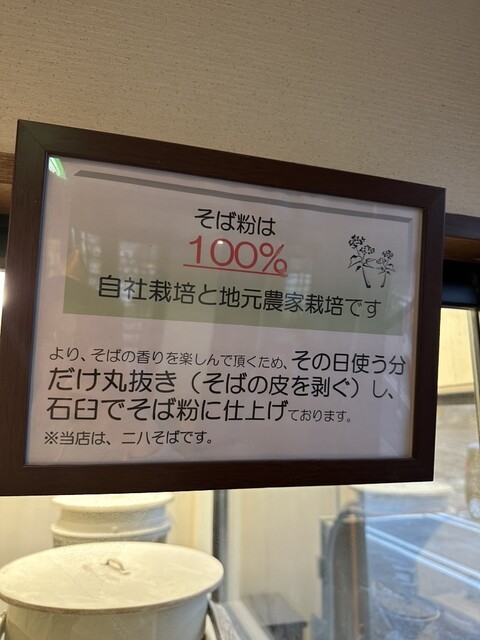 そば粉は
100%
自社栽培と地元農家栽培です
より、そばの香りを楽しんで頂くため、その日使う分
だけ丸抜き（そばの皮を剥ぐ）し、
石臼でそば粉に仕上げております。
※当店は、二八そばです。